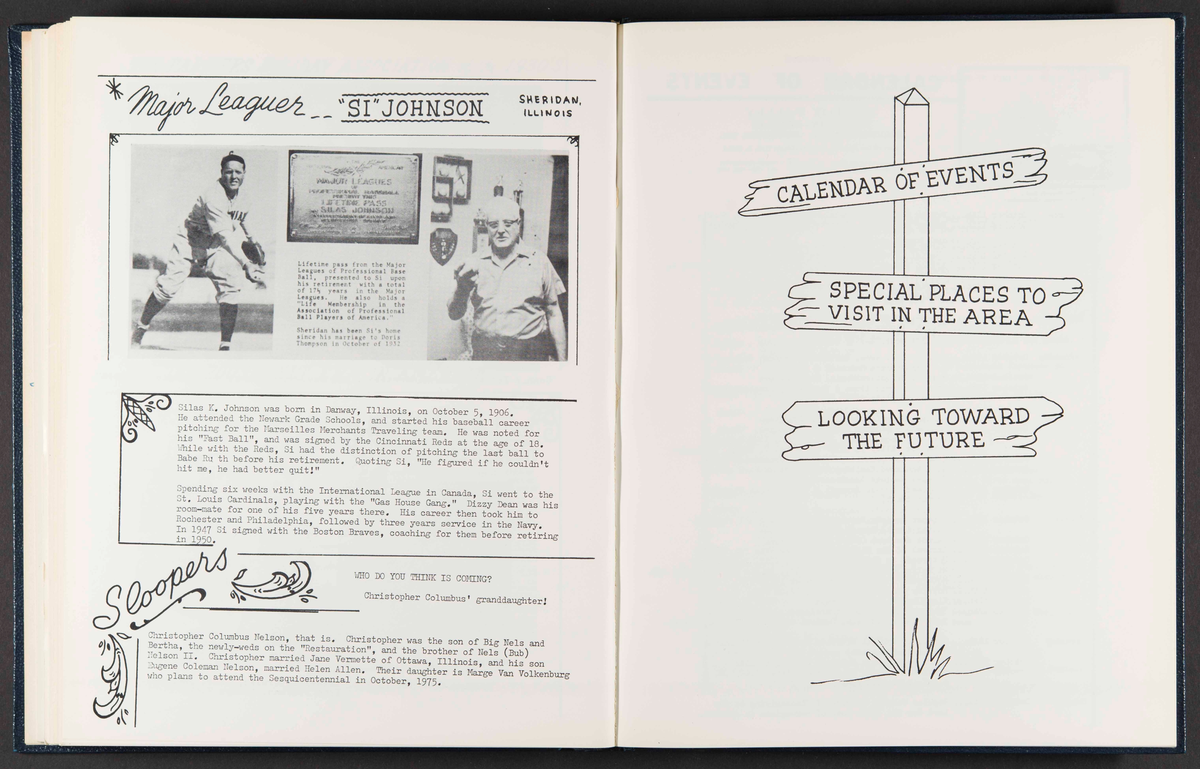 Major Leaguer -- "SI" JOHNSON
SHERIDAN,
ILLINOIS
MAJOR LEAGUES
PROFESSIONAL BASEBALL
LIFETIME PASS
SILAS JOHNSON
Lifetime pass from the Major
Leagues of Professional Base
Ball, presented to Si upon
his retirement with a total
of 17½ years in the Major
Leagues. He also holds a
"Life Membership in the
Association of Professional
Ball Players of America."
Sheridan has been Si's home
since his marriage to Doris
Thompson in October of 1932
Silas K. Johnson was born in Danway, Illinois, on October 5, 1906.
He attended the Newark Grade Schools, and started his baseball career
pitching for the Marseilles Merchants Traveling team. He was noted for
his "Fast Ball", and was signed by the Cincinnati Reds at the age of 18.
While with the Reds, Si had the distinction of pitching the last ball to
Babe Ru th before his retirement. Quoting Si, "He figured if he couldn't
hit me, he had better quit!"
Spending six weeks with the International League in Canada, Si went to the
St. Louis Cardinals, playing with the "Gas House Gang." Dizzy Dean was his
room-mate for one of his five years there. His career then took him to
Rochester and Philadelphia, followed by three years service in the Navy.
In 1947 Si signed with the Boston Braves, coaching for them before retiring
in 1950.
Sloopers
WHO DO YOU THINK IS COMING?
Christopher Columbus' granddaughter!
Christopher Columbus Nelson, that is. Christopher was the son of Big Nels and
Bertha, the newly-weds on the "Restauration", and the brother of Nels (Bub)
Nelson II. Christopher married Jane Vermette of Ottawa, Illinois, and his son
Eugene Coleman Nelson, married Helen Allen. Their daughter is Marge Van Volkenburg
who plans to attend the Sesquicentennial in October, 1975.
CALENDAR OF EVENTS
SPECIAL PLACES TO
VISIT IN THE AREA
LOOKING TOWARD
THE FUTURE